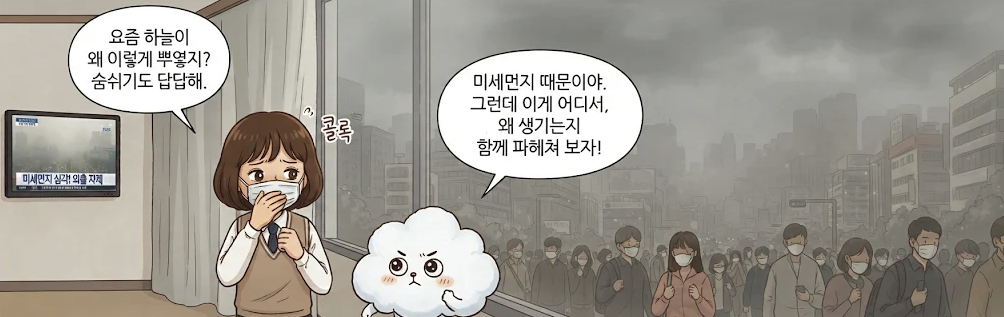 요즘 하늘이
왜 이렇게 뿌옇지?
숨쉬기도 답답해.
콜록
미세먼지 때문이야.
그런데 이게 어디서,
왜 생기는지
함께 파헤쳐 보자!
미세먼지 심각! 외출 자제